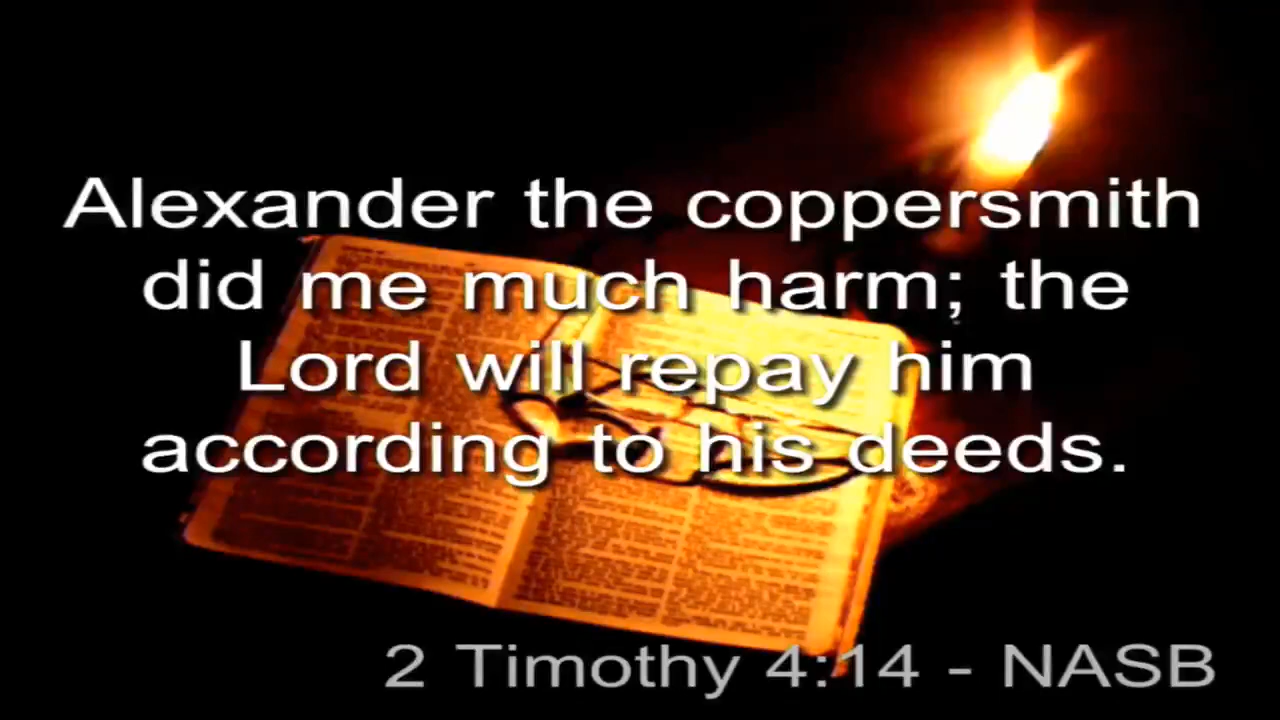 Alexander the coppersmith
did me much harm; the
Lord will repay him
according to his deeds.
2 Timothy 4:14 - NASB